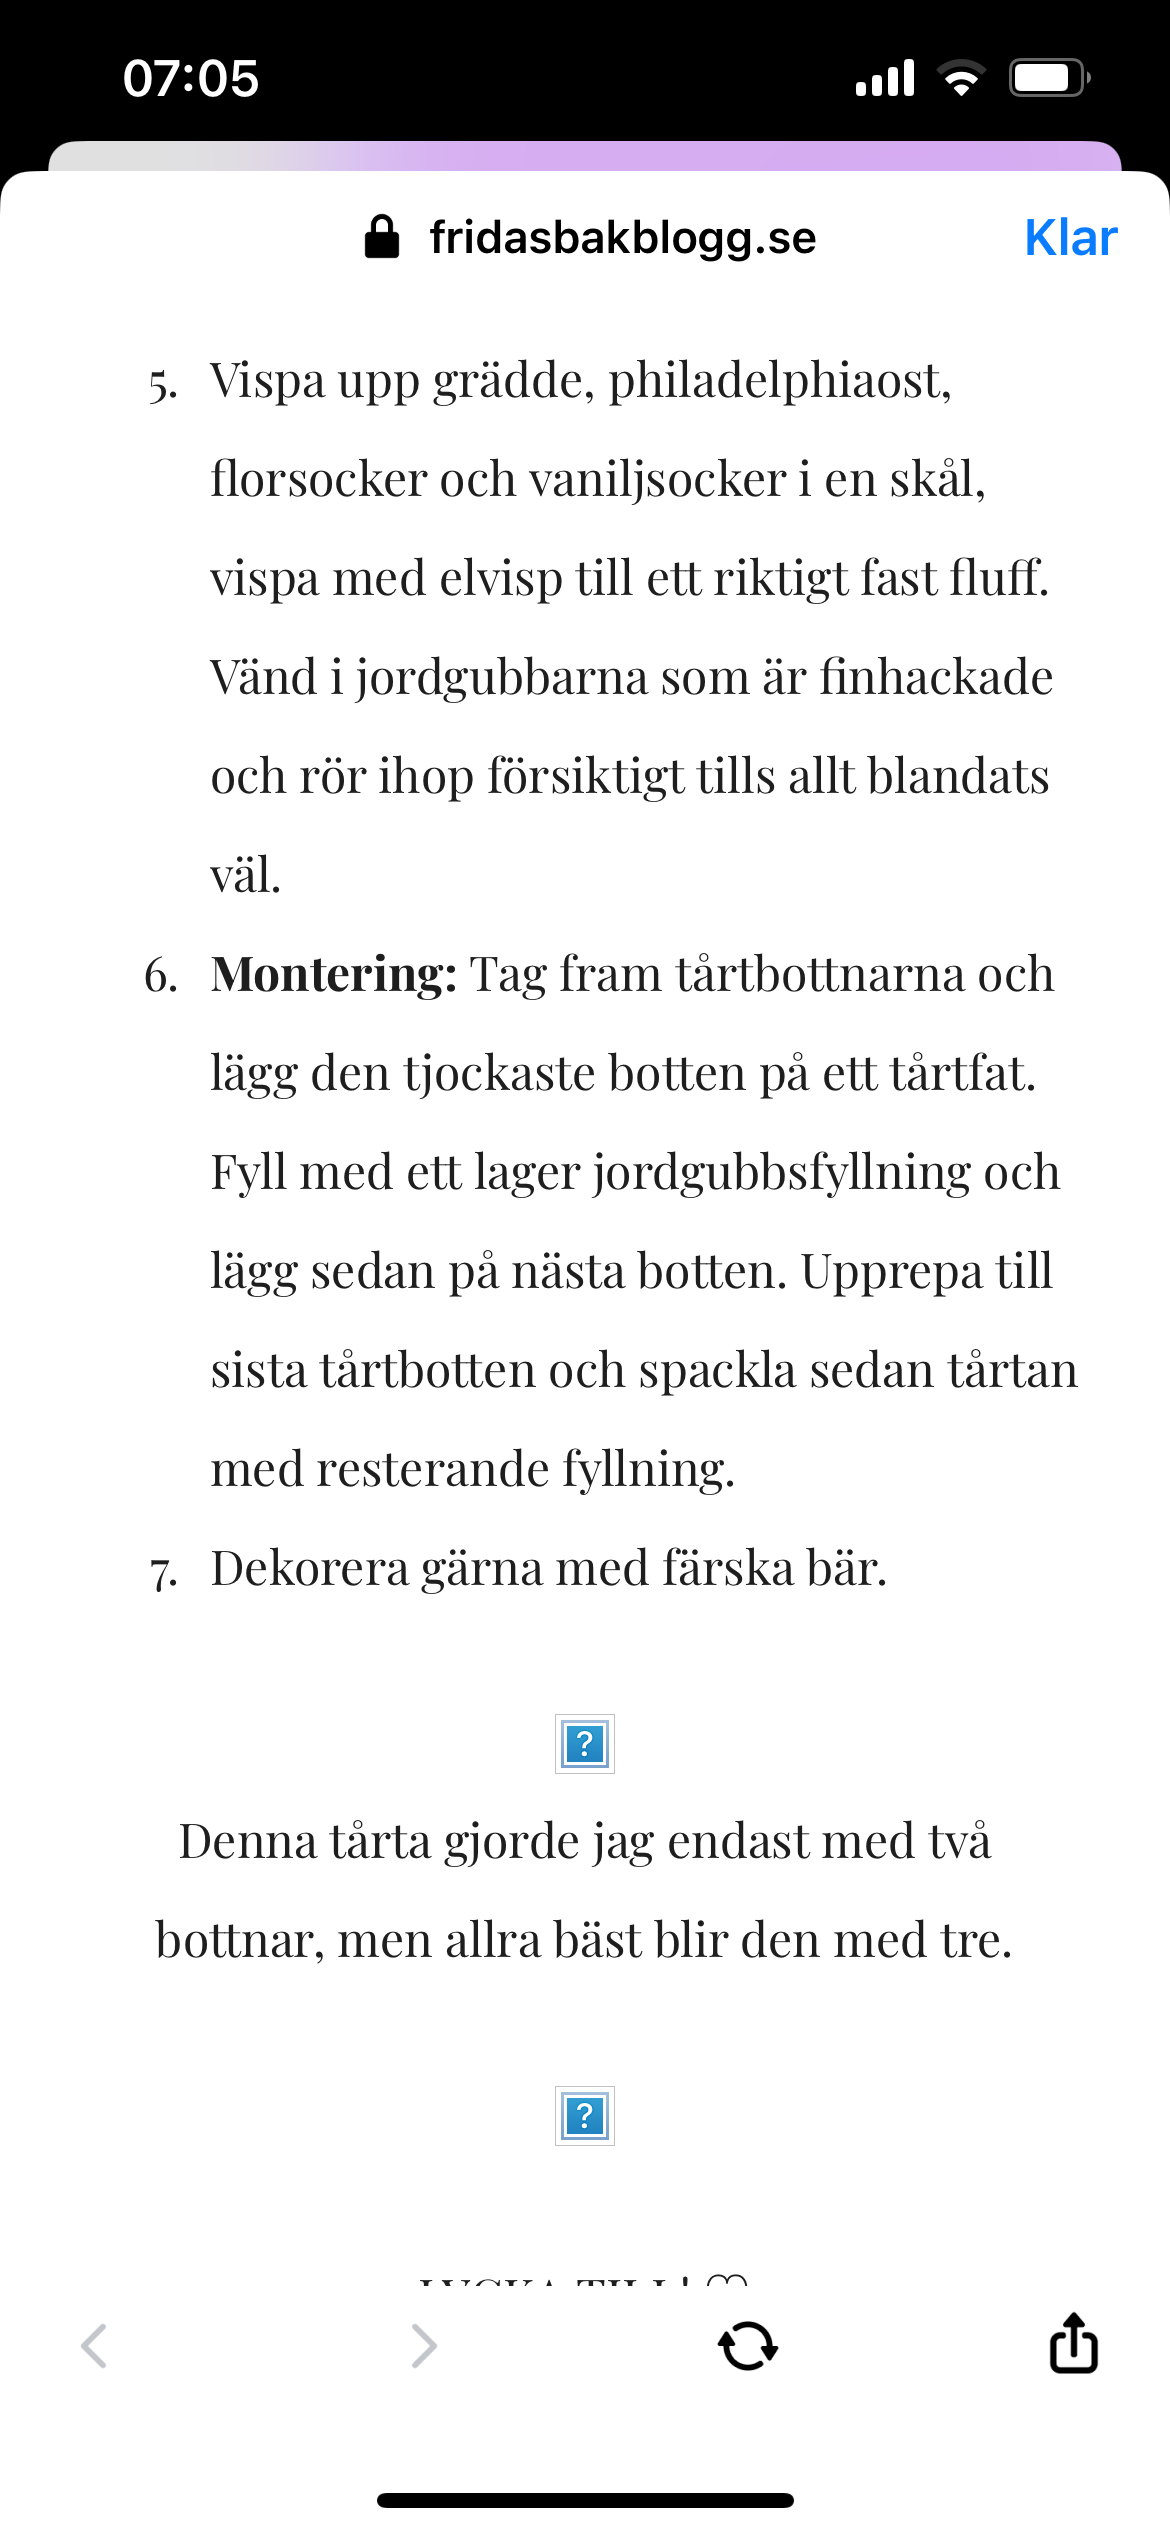 07:05
fridasbakblogg.se
Klar
5. Vispa upp grädde, philadelphiaost,
florsocker och vaniljsocker i en skål,
vispa med elvisp till ett riktigt fast fluff.
Vänd i jordgubbarna som är finhackade
och rör ihop försiktigt tills allt blandats
väl.
6. Montering: Tag fram tårtbottnarna och
lägg den tjockaste botten på ett tårtfat.
Fyll med ett lager jordgubbsfyllning och
lägg sedan på nästa botten. Upprepa till
sista tårtbotten och spackla sedan tårtan
med resterande fyllning.
7. Dekorera gärna med färska bär.
?
Denna tårta gjorde jag endast med två
bottnar, men allra bäst blir den med tre.
?
LYCKA TILL! ♡